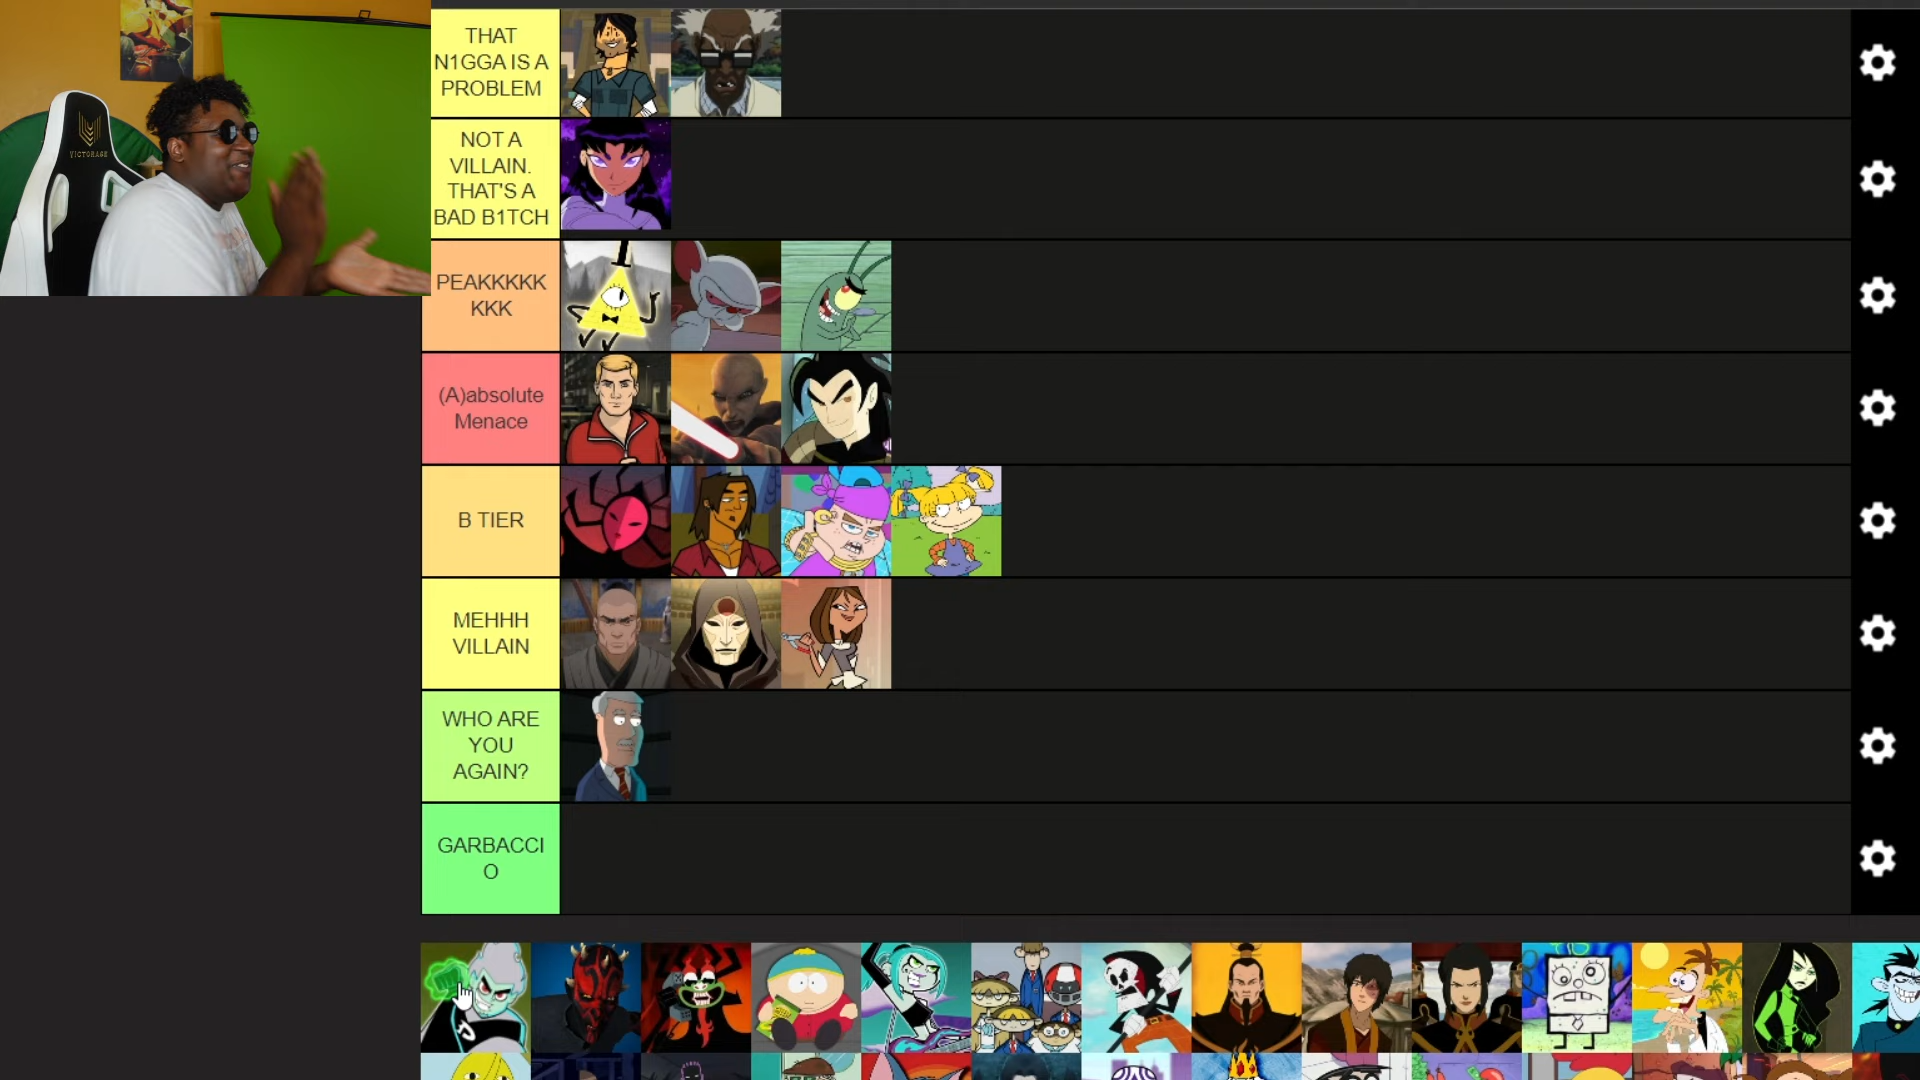 THAT
N1GGA IS A
PROBLEM
NOT A
VILLAIN.
THAT'S A
BAD B1TCH
PEAKKKKK
KKK
(A)absolute
Menace
B TIER
MEHHH
VILLAIN
WHO ARE
YOU
AGAIN?
GARBACCI
O
VICTORAGE